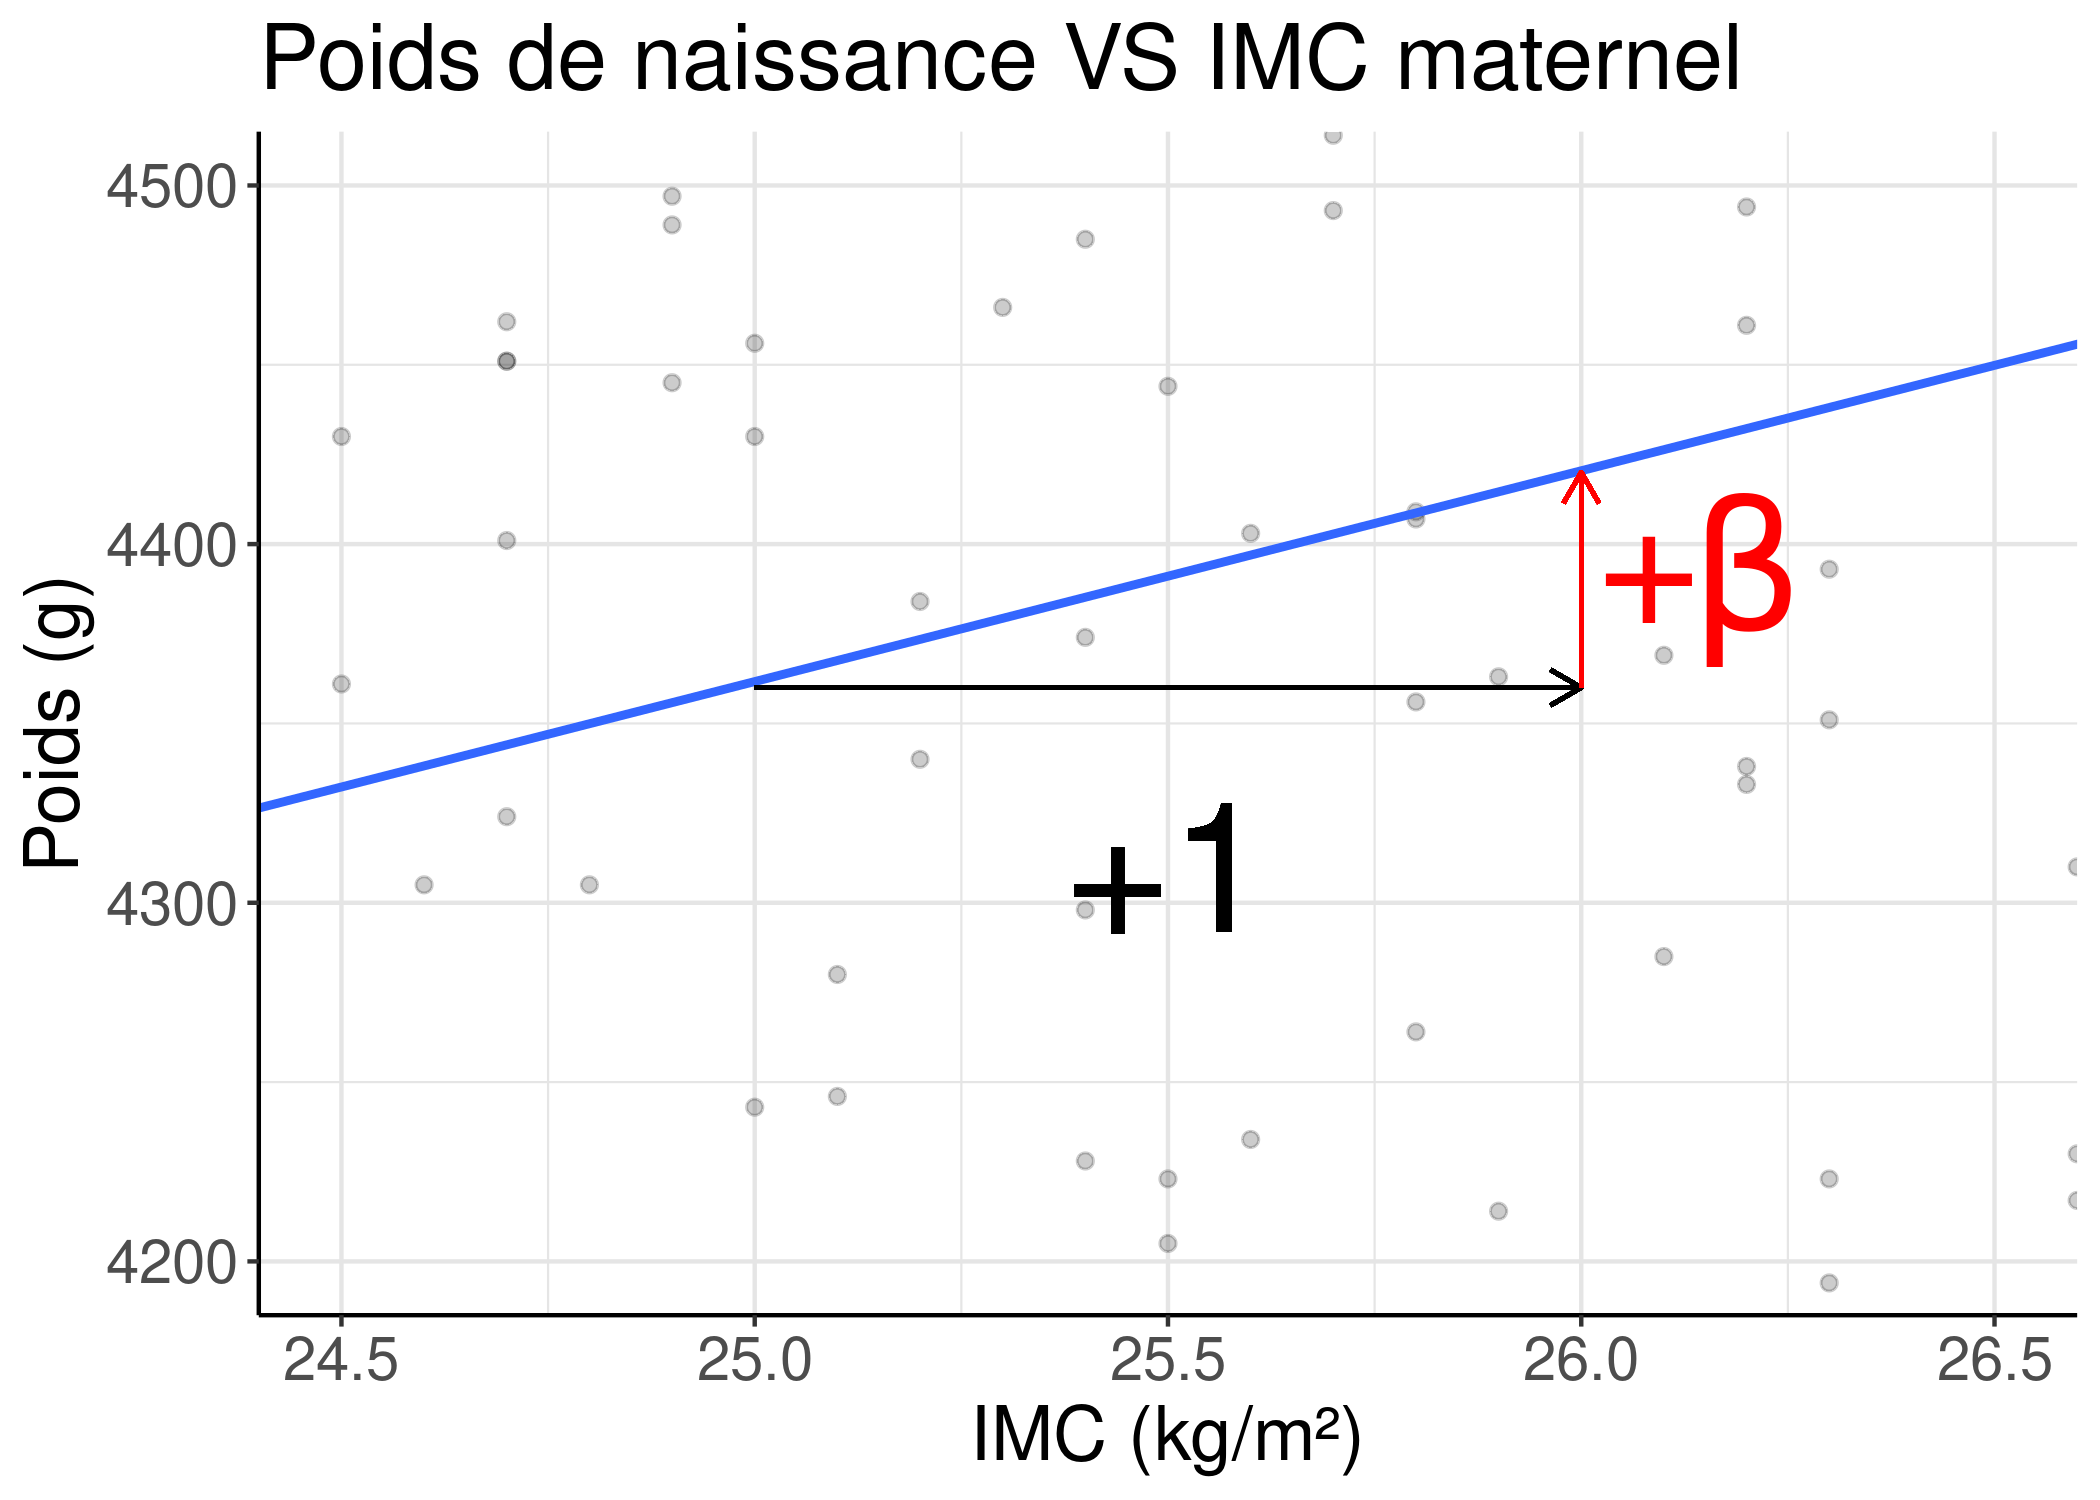 Poids de naissance VS IMC maternel
Poids (g)
4500
4400
4300
4200
+β
+1
24.5 25.0 25.5 26.0 26.5
IMC (kg/m²)